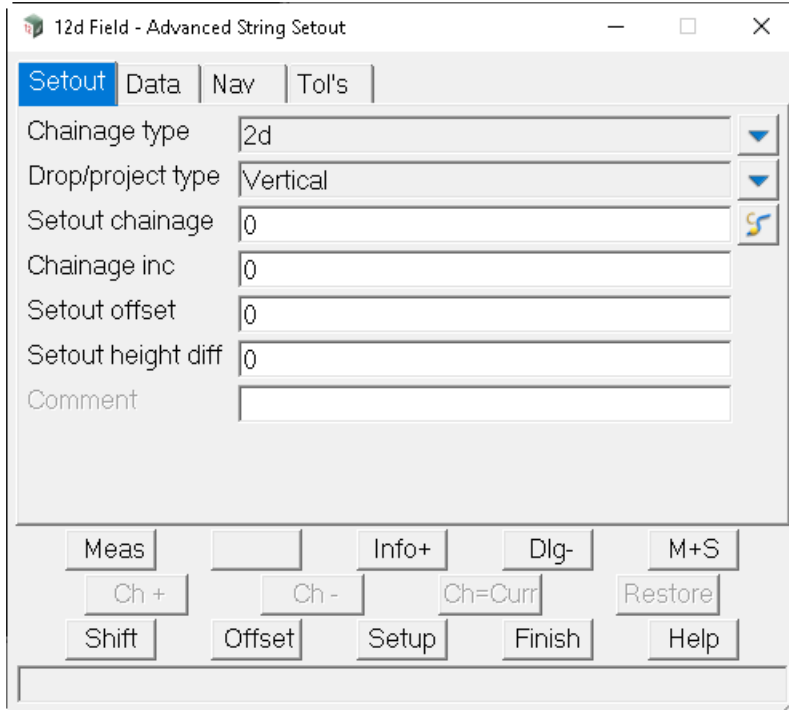 12d Field - Advanced String Setout
Setout Data Nav Tol's
Chainage type 2d
Drop/project type Vertical
Setout chainage 0
Chainage inc 0
Setout offset 0
Setout height diff 0
Comment
Meas Info+ Dlg- M+S
Ch + Ch - Ch=Curr Restore
Shift Offset Setup Finish Help